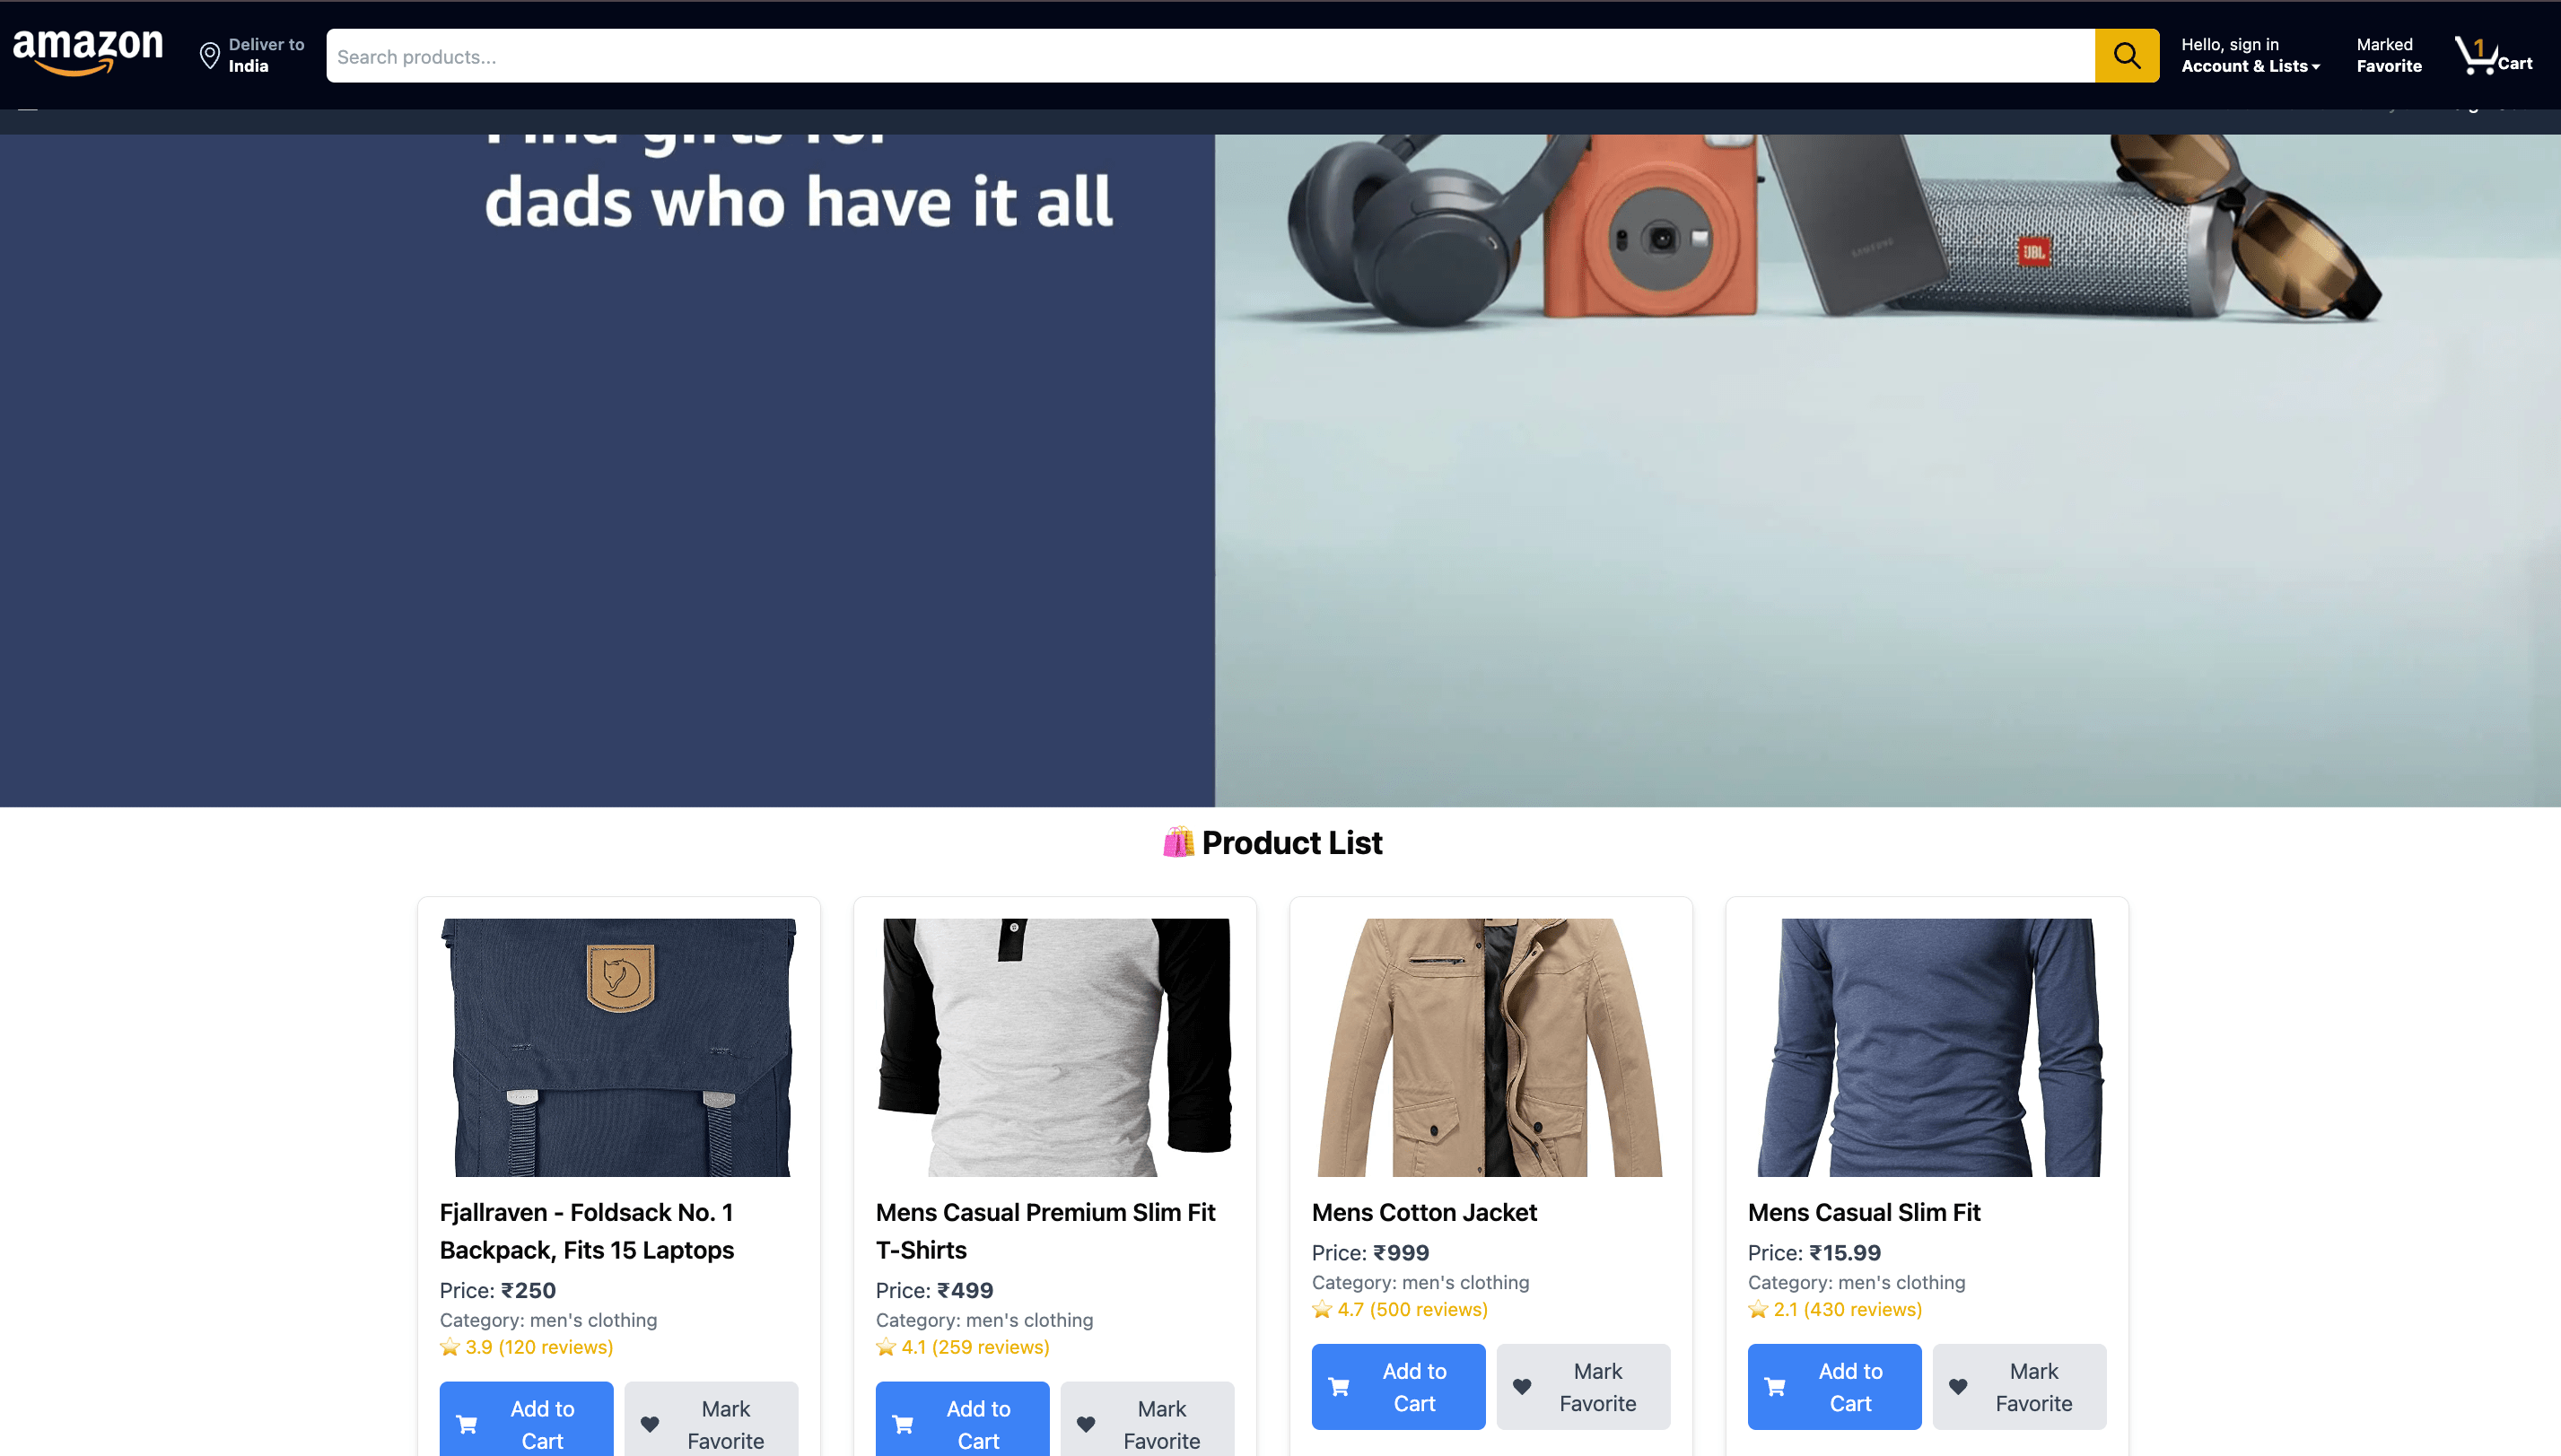 amazon
Deliver to
India
Search products...
Hello, sign in
Account & Lists
Marked
Favorite
1
Cart
Find gifts for
dads who have it all
SAMSUNG
JBL
🛍️ Product List
Fjallraven - Foldsack No. 1
Backpack, Fits 15 Laptops
Price: ₹250
Category: men's clothing
⭐ 3.9 (120 reviews)
Add to
Cart
Mark
Favorite
Mens Casual Premium Slim Fit
T-Shirts
Price: ₹499
Category: men's clothing
⭐ 4.1 (259 reviews)
Add to
Cart
Mark
Favorite
Mens Cotton Jacket
Price: ₹999
Category: men's clothing
⭐ 4.7 (500 reviews)
Add to
Cart
Mark
Favorite
Mens Casual Slim Fit
Price: ₹15.99
Category: men's clothing
⭐ 2.1 (430 reviews)
Add to
Cart
Mark
Favorite